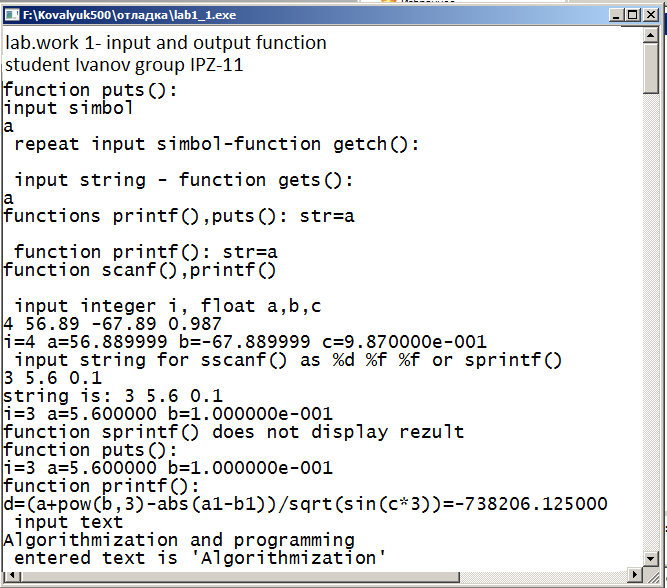 F:\Kovalyuk500\отладка\lab1_1.exe
lab.work 1- input and output function
student Ivanov group IPZ-11
function puts():
input simbol
a
repeat input simbol-function getch():
input string - function gets():
a
functions printf(),puts(): str=a
function printf(): str=a
function scanf(),printf()
input integer i, float a,b,c
4 56.89 -67.89 0.987
i=4 a=56.889999 b=-67.889999 c=9.870000e-001
input string for sscanf() as %d %f %f or sprintf()
3 5.6 0.1
string is: 3 5.6 0.1
i=3 a=5.600000 b=1.000000e-001
function sprintf() does not display rezult
function puts():
i=3 a=5.600000 b=1.000000e-001
function printf():
d=(a+pow(b,3)-abs(a1-b1))/sqrt(sin(c*3))=-738206.125000
input text
Algorithmization and programming
entered text is 'Algorithmization'